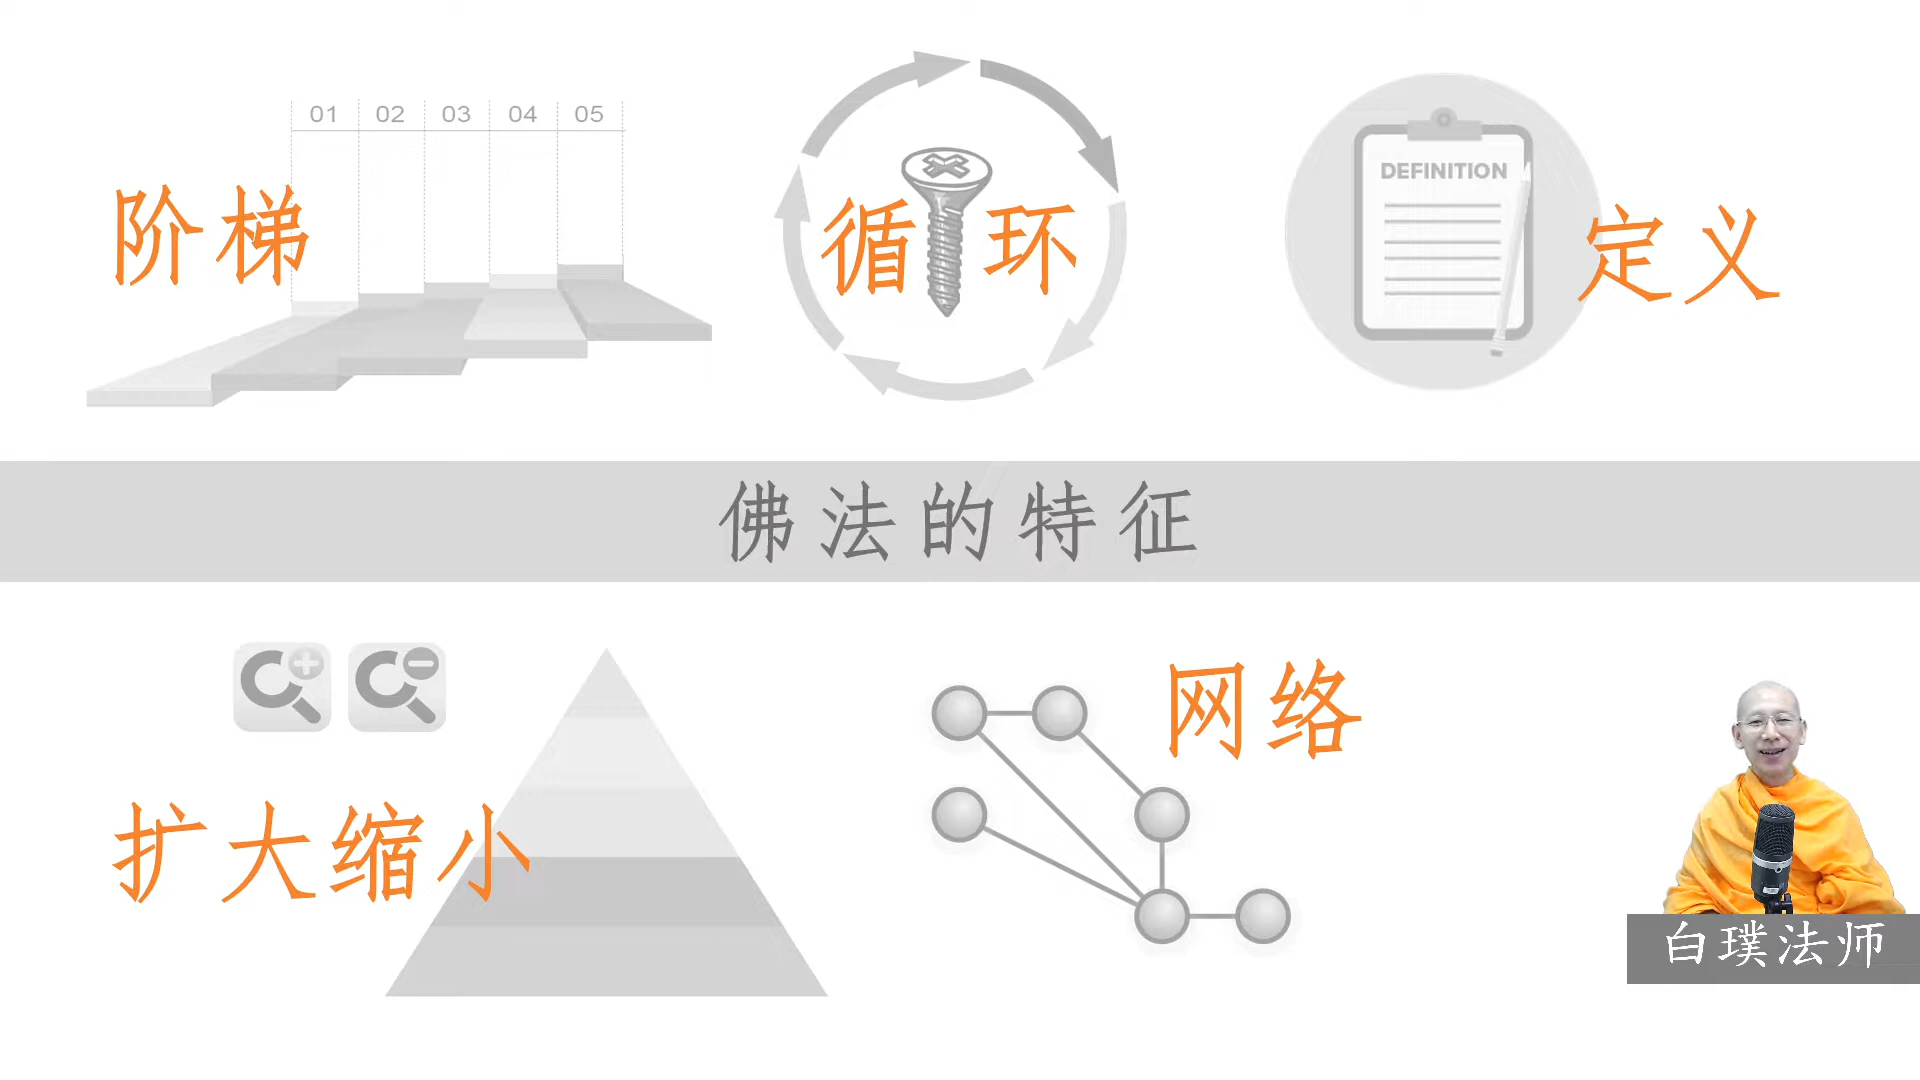 01 02 03 04 05
阶梯
循环
DEFINITION
定义
佛法的特征
扩大缩小
网络
白璞法师